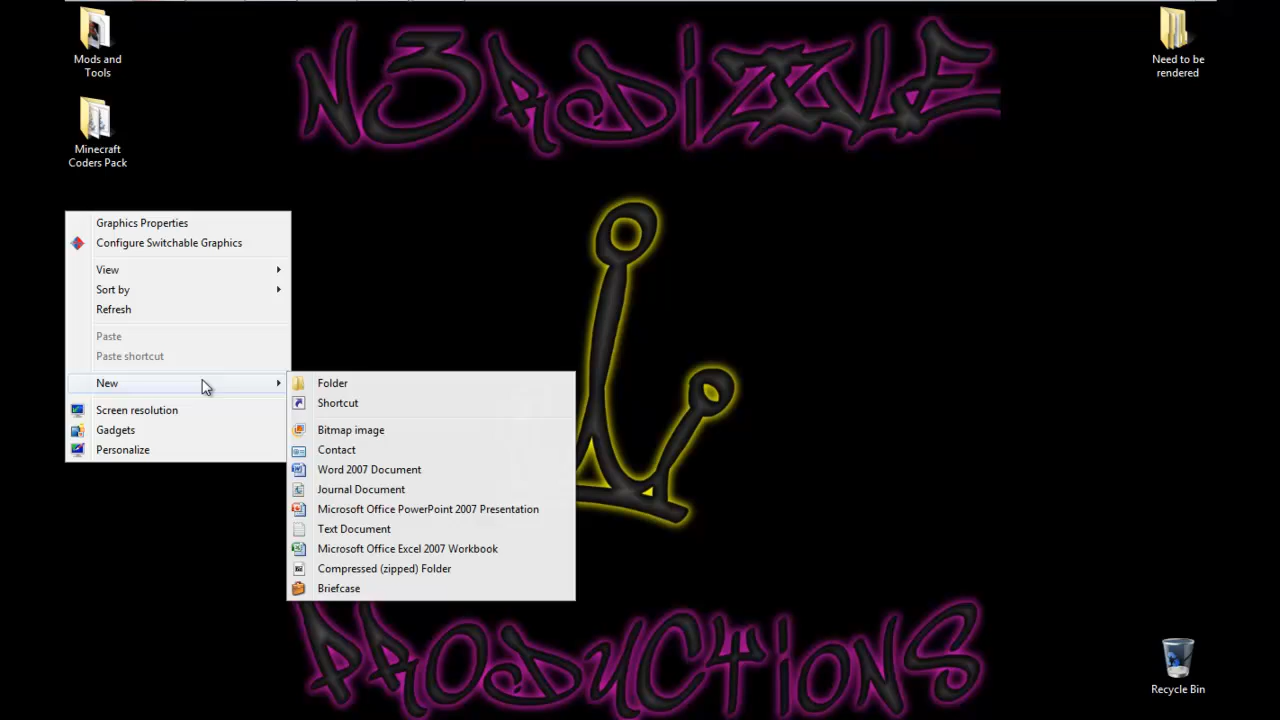 N3RDiZZLE
Mods and
Tools
Need to be
rendered
Minecraft
Coders Pack
Graphics Properties
Configure Switchable Graphics
View
Sort by
Refresh
Paste
Paste shortcut
New
Screen resolution
Gadgets
Personalize
Folder
Shortcut
Bitmap image
Contact
Word 2007 Document
Journal Document
Microsoft Office PowerPoint 2007 Presentation
Text Document
Microsoft Office Excel 2007 Workbook
Compressed (zipped) Folder
Briefcase
PRODUCTiONS
Recycle Bin